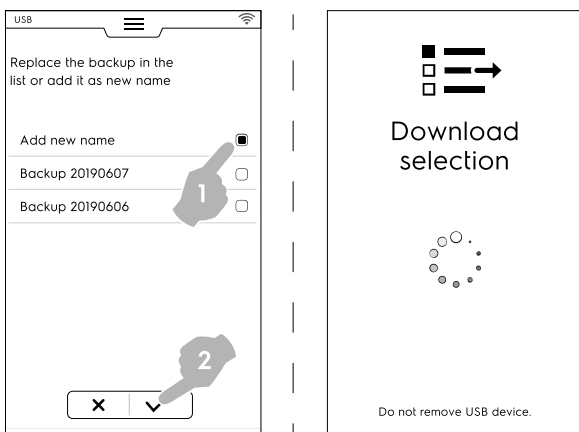 USB
Replace the backup in the
list or add it as new name
Add new name
Backup 20190607
Backup 20190606
1
2
Download
selection
Do not remove USB device.